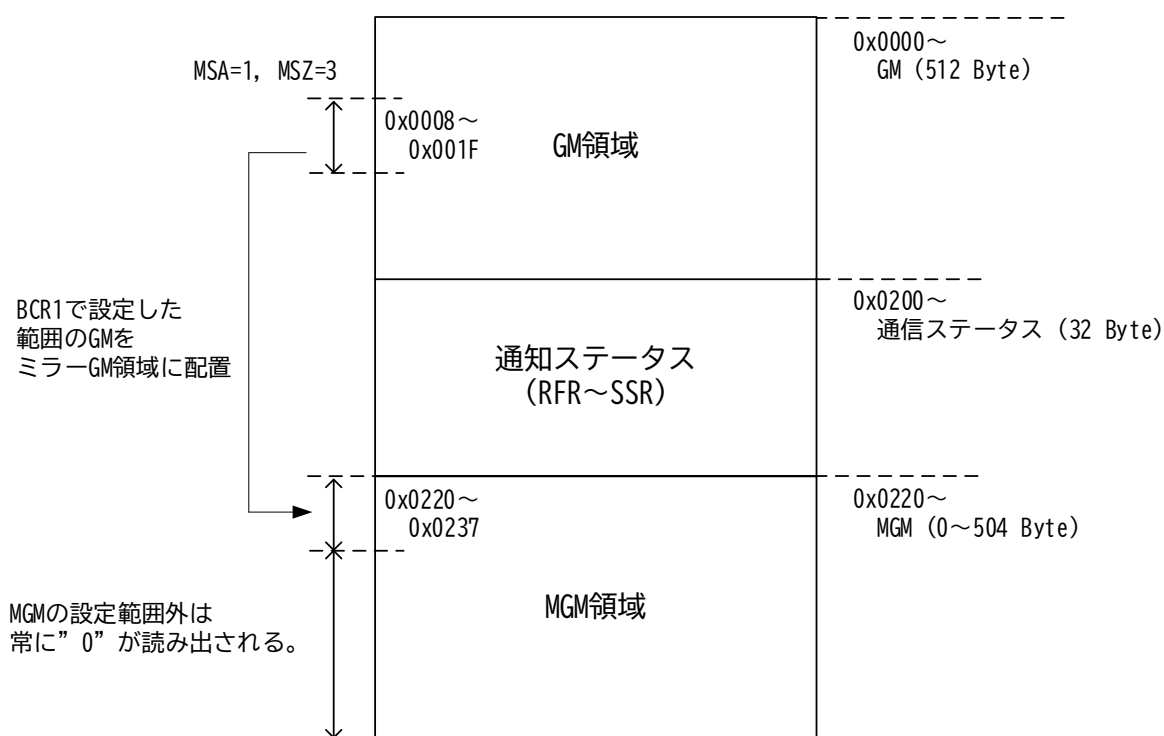 0x0000～
GM (512 Byte)
MSA=1, MSZ=3
0x0008～
0x001F
GM領域
BCR1で設定した
範囲のGMを
ミラーGM領域に配置
0x0200～
通信ステータス (32 Byte)
通知ステータス
(RFR～SSR)
0x0220～
0x0237
0x0220～
MGM (0～504 Byte)
MGM領域
MGMの設定範囲外は
常に”0”が読み出される。